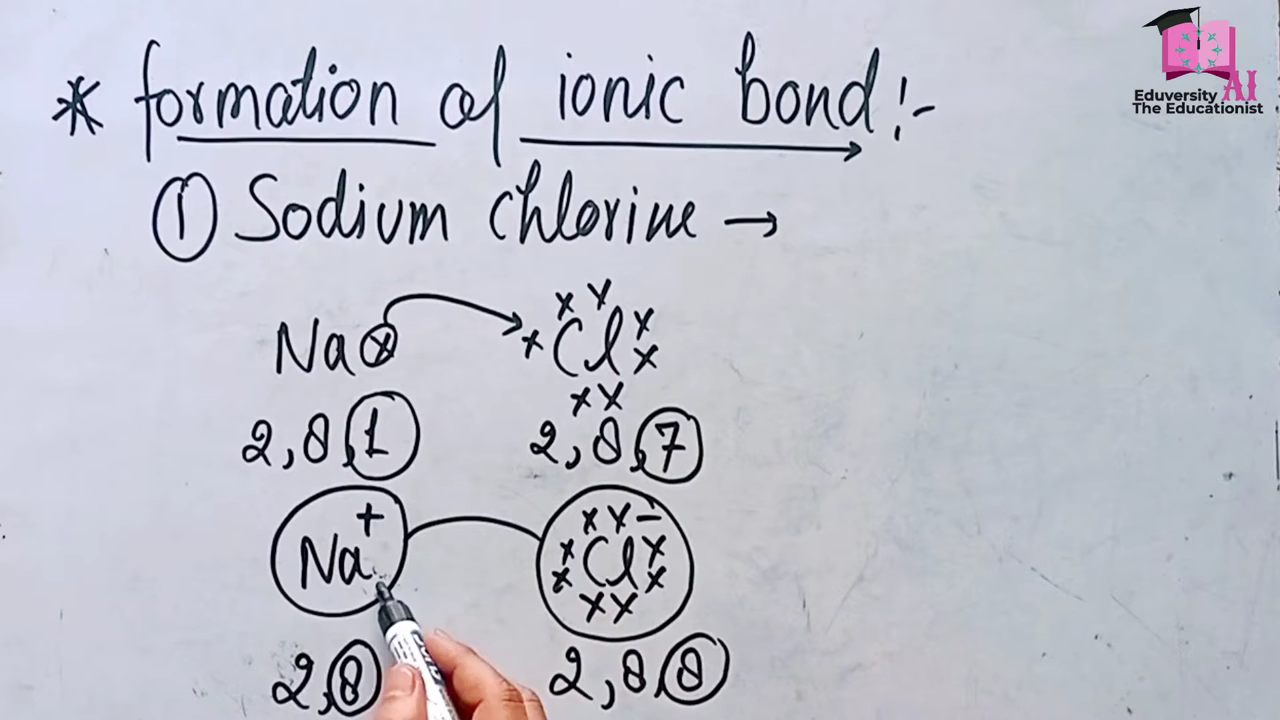 * formation of ionic bond :-
① Sodium chlorine →
Na x → x Cl x x x x x x
2, 8, 1 2, 8, 7
Na+ x x Cl- x x x x x x
2, 8 2, 8, 8
Eduversity AI
The Educationist